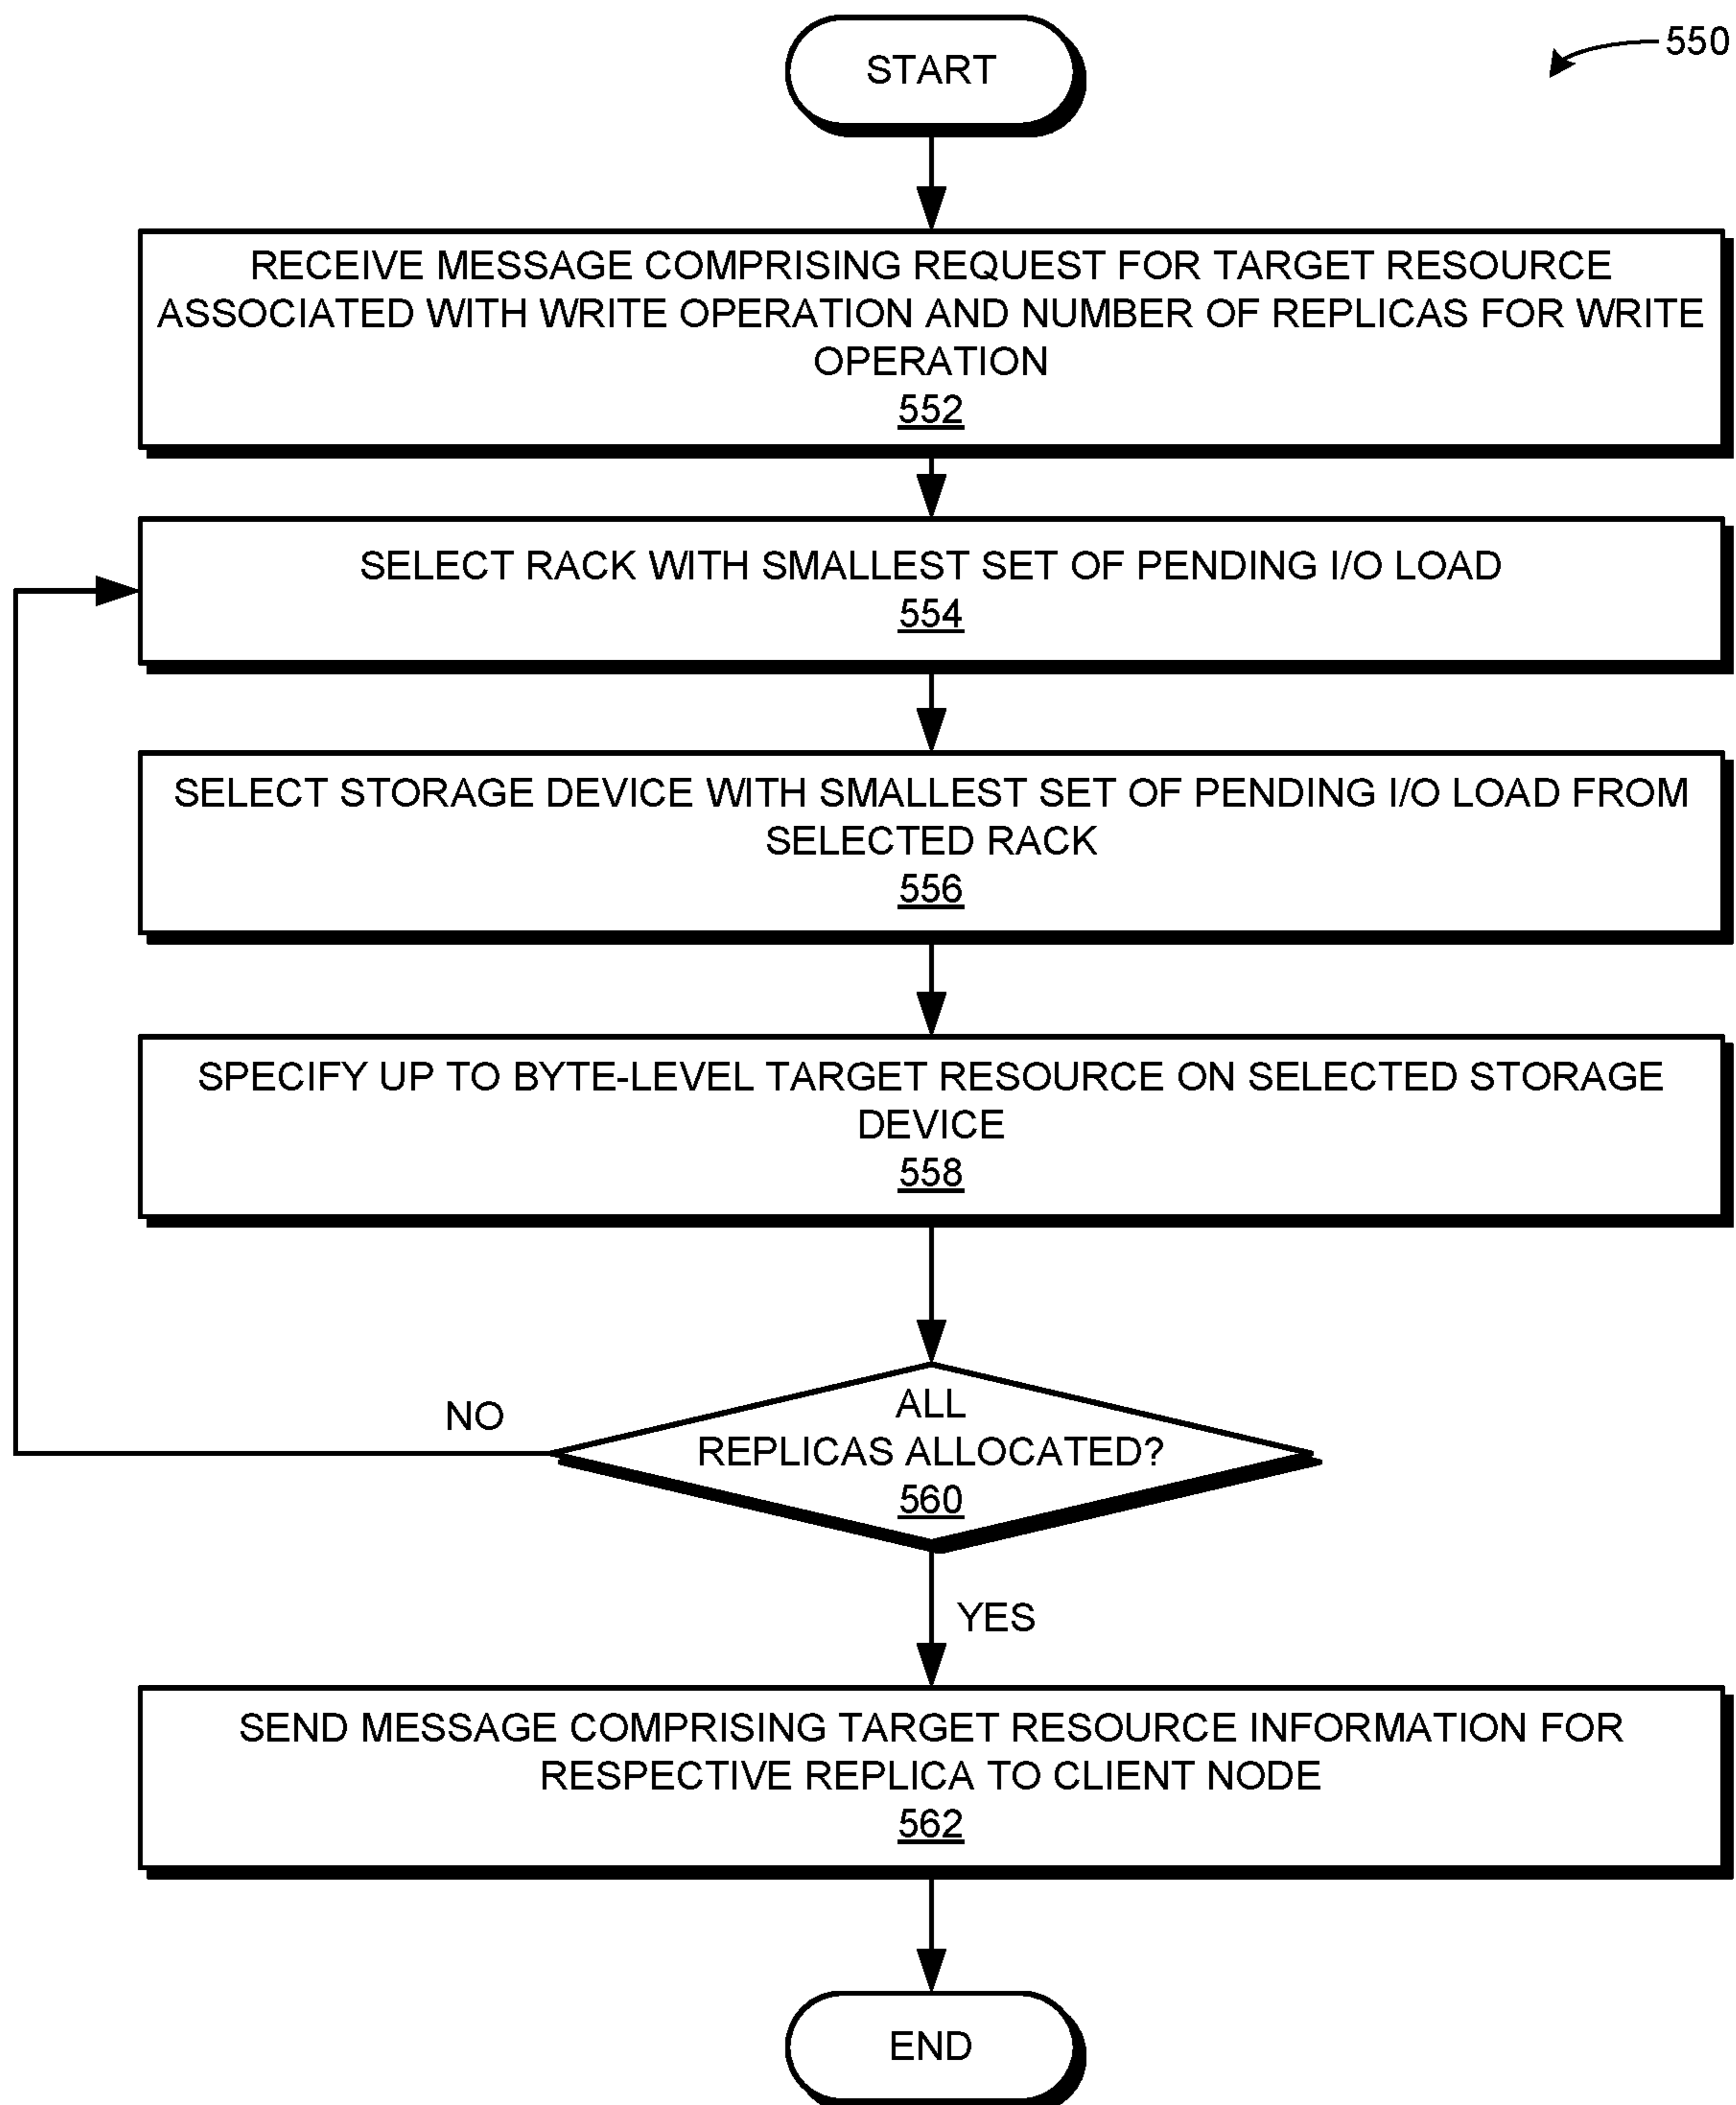 START
550
RECEIVE MESSAGE COMPRISING REQUEST FOR TARGET RESOURCE
ASSOCIATED WITH WRITE OPERATION AND NUMBER OF REPLICAS FOR WRITE
OPERATION
552
SELECT RACK WITH SMALLEST SET OF PENDING I/O LOAD
554
SELECT STORAGE DEVICE WITH SMALLEST SET OF PENDING I/O LOAD FROM
SELECTED RACK
556
SPECIFY UP TO BYTE-LEVEL TARGET RESOURCE ON SELECTED STORAGE
DEVICE
558
ALL
REPLICAS ALLOCATED?
560
NO
YES
SEND MESSAGE COMPRISING TARGET RESOURCE INFORMATION FOR
RESPECTIVE REPLICA TO CLIENT NODE
562
END